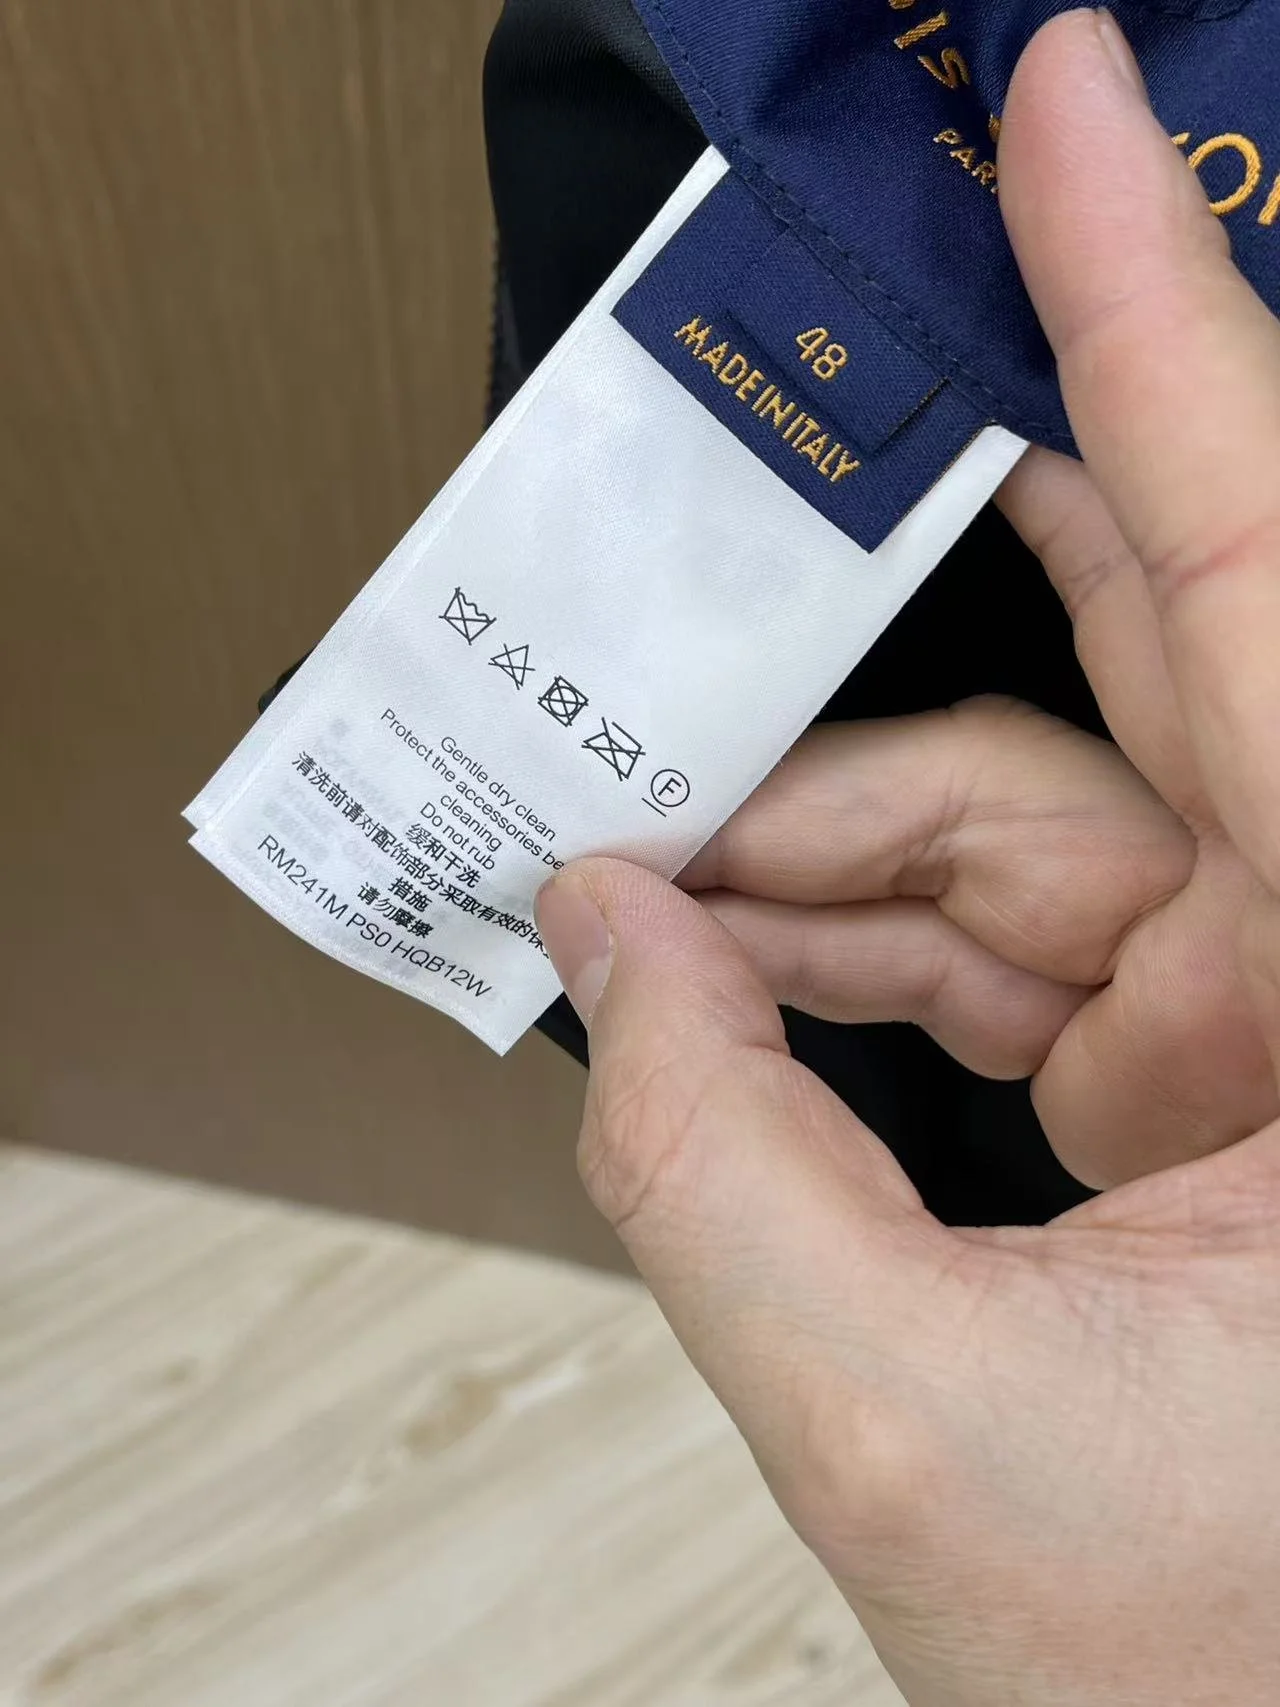 PARI
48
MADE IN ITALY
F
Gentle dry clean
Protect the accessories be
cleaning
Do not rub
缓和干洗
清洗前请对配饰部分采取有效的保
措施
请勿摩擦
RM241M PS0 HQB12W